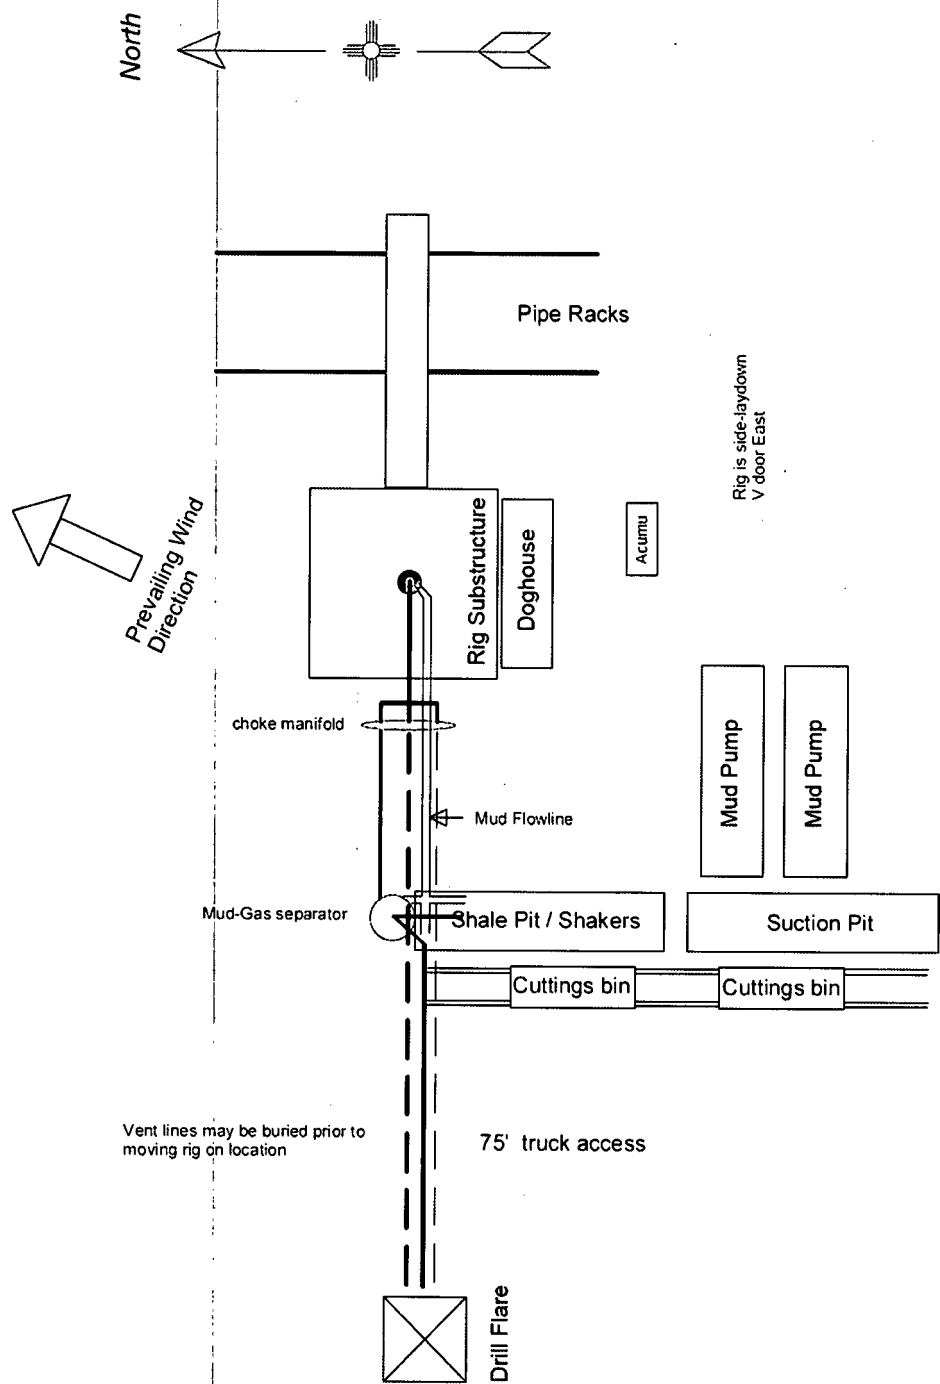 North
Pipe Racks
Rig is side-laydown
V door East
Prevailing Wind
Direction
Rig Substructure
Doghouse
Acumu
choke manifold
Mud Flowline
Mud Pump
Mud Pump
Mud-Gas separator
Shale Pit / Shakers
Suction Pit
Cuttings bin
Cuttings bin
Vent lines may be buried prior to
moving rig on location
75' truck access
Drill Flare